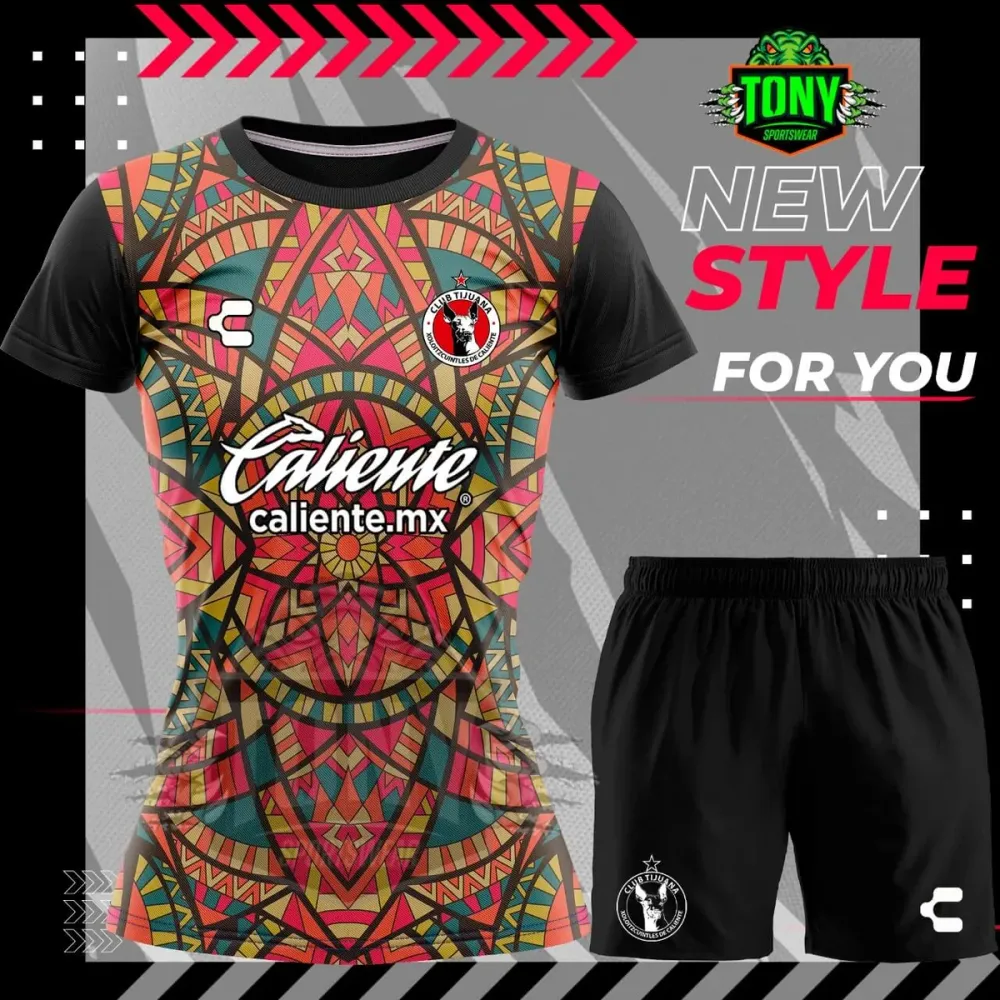 TONY
SPORTSWEAR
NEW
STYLE
FOR YOU
CLUB TIJUANA
XOLOITZCUINTLES DE CALIENTE
Caliente®
caliente.mx
CLUB TIJUANA
XOLOITZCUINTLES DE CALIENTE